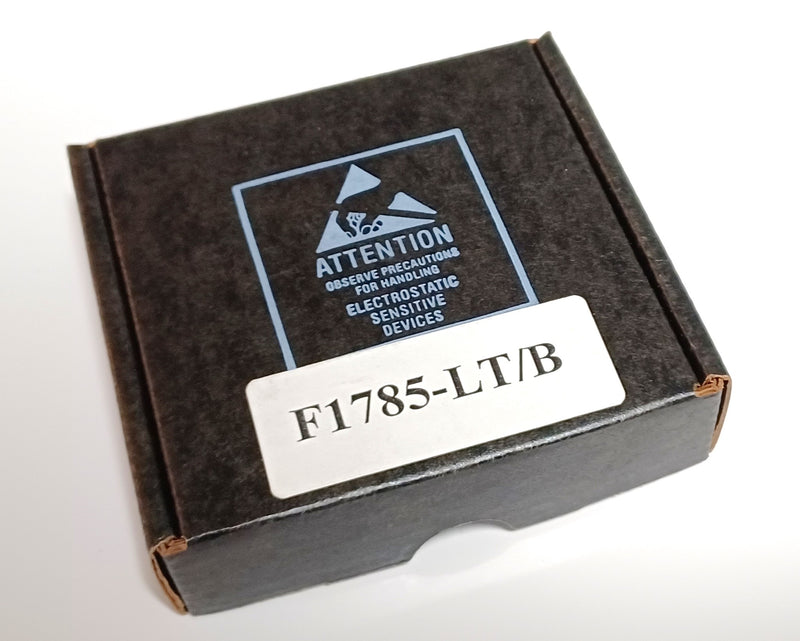 ATTENTION
OBSERVE PRECAUTIONS
FOR HANDLING
ELECTROSTATIC
SENSITIVE
DEVICES
F1785-LT/B